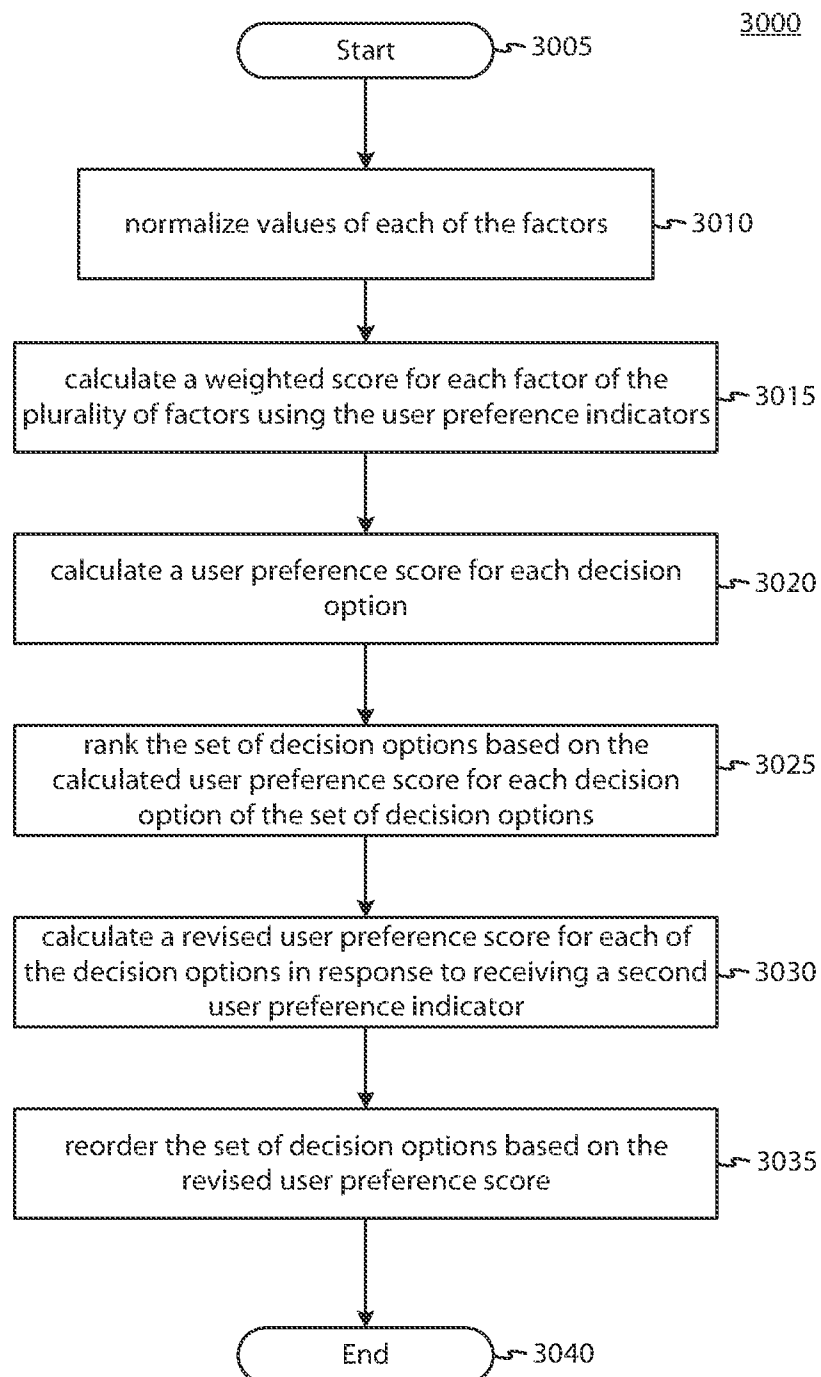 3000
Start
3005
normalize values of each of the factors
3010
calculate a weighted score for each factor of the
plurality of factors using the user preference indicators
3015
calculate a user preference score for each decision
option
3020
rank the set of decision options based on the
calculated user preference score for each decision
option of the set of decision options
3025
calculate a revised user preference score for each of
the decision options in response to receiving a second
user preference indicator
3030
reorder the set of decision options based on the
revised user preference score
3035
End
3040